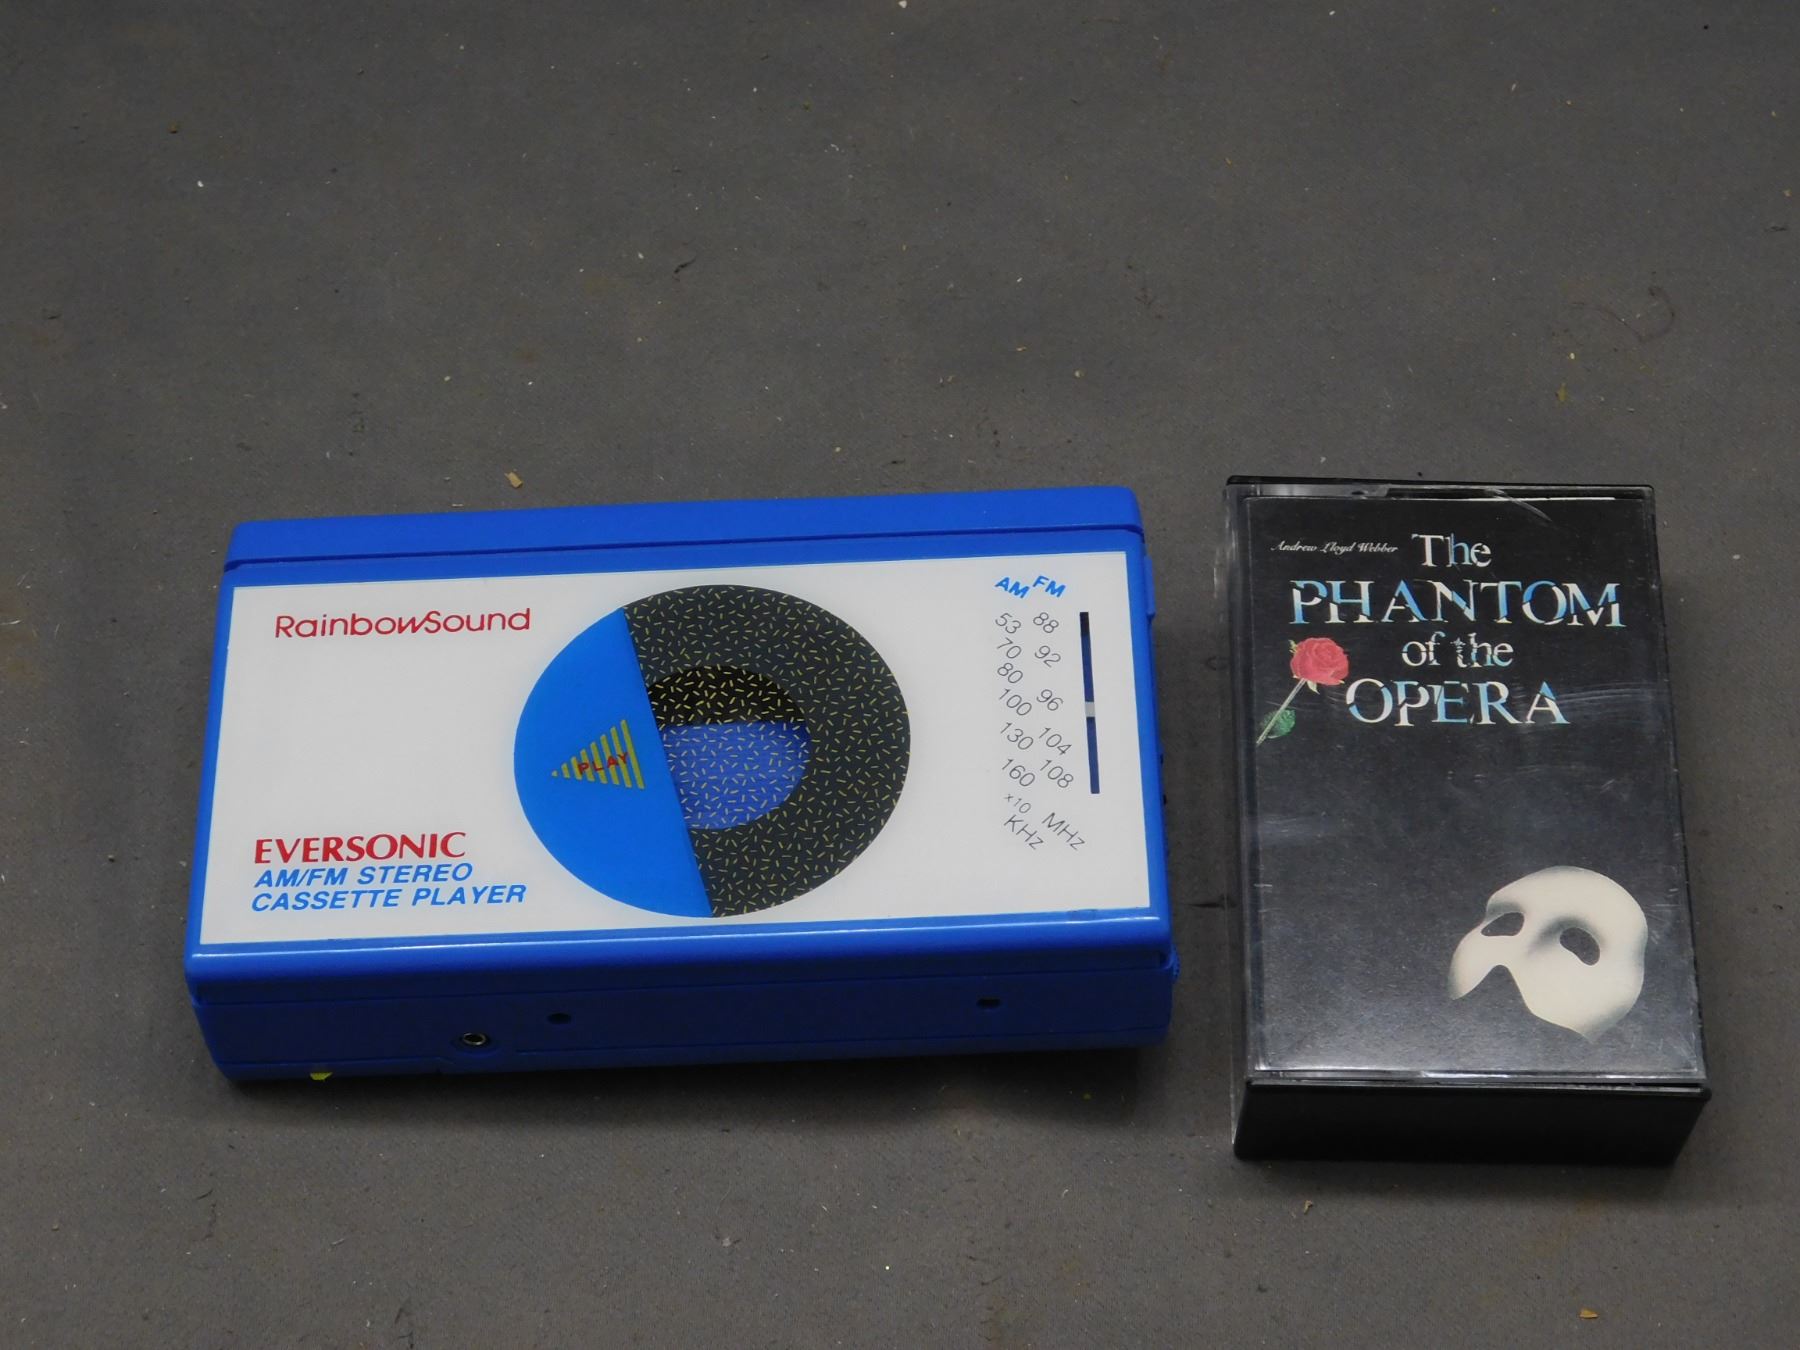 RainbowSound
PLAY
EVERSONIC
AM/FM STEREO
CASSETTE PLAYER
AM FM
53 88
70 92
80
100 96
130 104
160 108
x10
KHz MHz
Andrew Lloyd Webber
The
PHANTOM
of the
OPERA